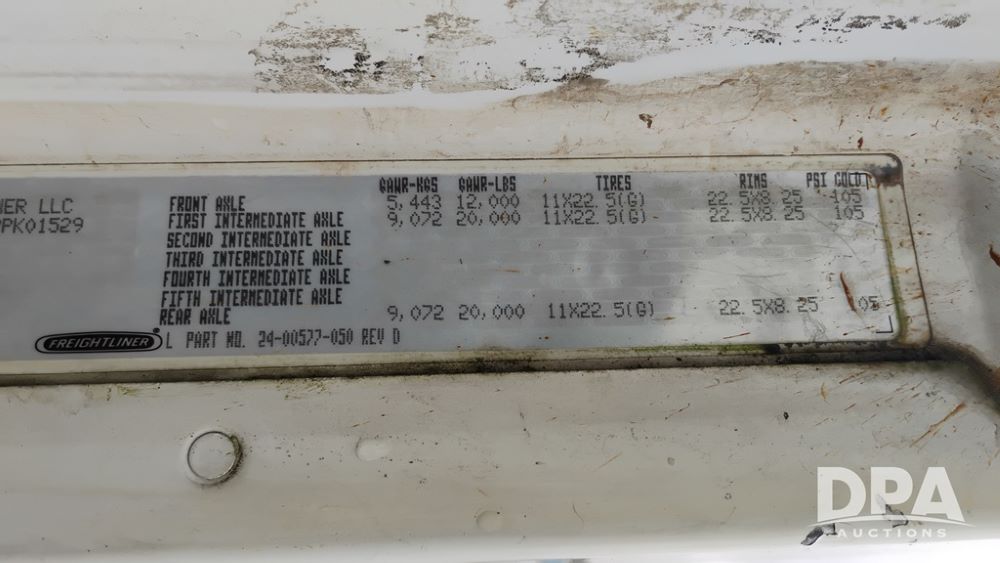 GAWR-KGS GAWR-LBS TIRES RIMS PSI COLD
NER LLC FRONT AXLE 5,443 12,000 11X22.5(G) 22.5X8.25 105
PK01529 FIRST INTERMEDIATE AXLE 9,072 20,000 11X22.5(G) 22.5X8.25 105
SECOND INTERMEDIATE AXLE
THIRD INTERMEDIATE AXLE
FOURTH INTERMEDIATE AXLE
FIFTH INTERMEDIATE AXLE
REAR AXLE 9,072 20,000 11X22.5(G) 22.5X8.25 05
FREIGHTLINER L PART NO. 24-00577-050 REV D
DPA
AUCTIONS